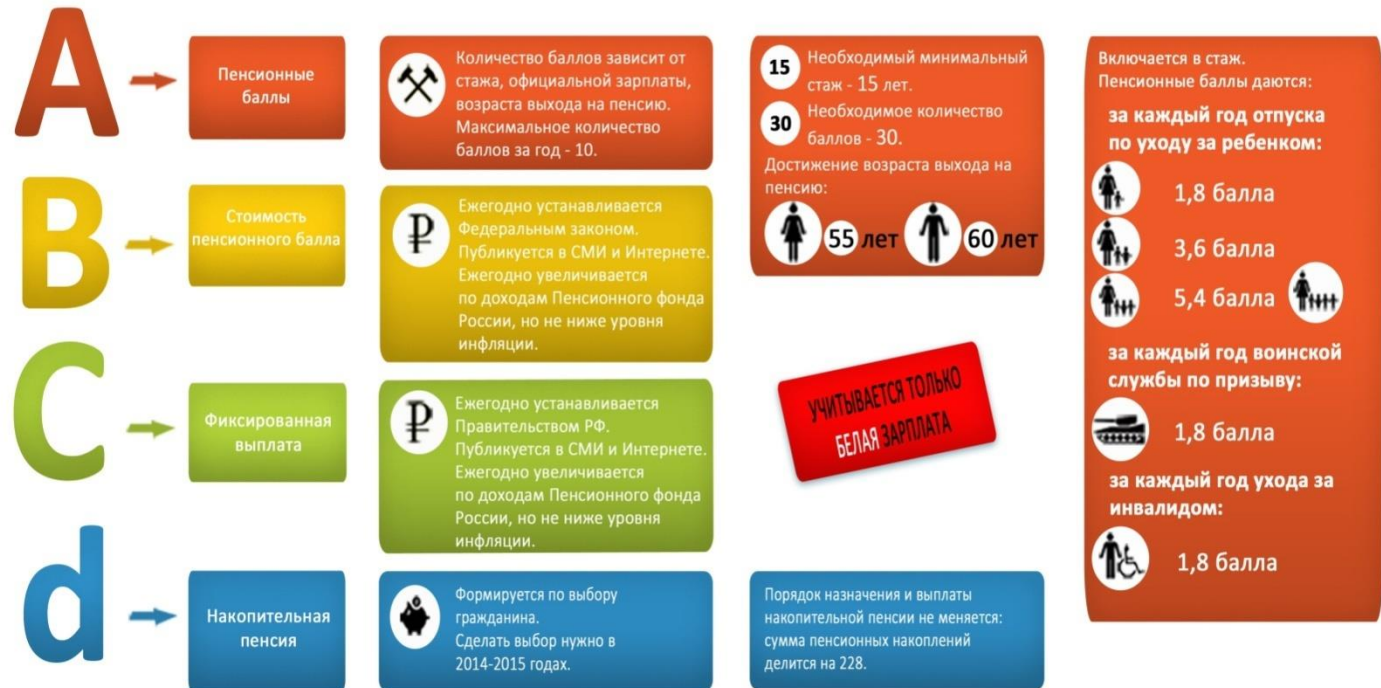 A
Пенсионные
баллы
Количество баллов зависит от
стажа, официальной зарплаты,
возраста выхода на пенсию.
Максимальное количество
баллов за год - 10.
15
Необходимый минимальный
стаж - 15 лет.
30
Необходимое количество
баллов - 30.
Достижение возраста выхода на
пенсию:
55 лет
60 лет
Включается в стаж.
Пенсионные баллы даются:
за каждый год отпуска
по уходу за ребенком:
1,8 балла
3,6 балла
5,4 балла
за каждый год воинской
службы по призыву:
1,8 балла
за каждый год ухода за
инвалидом:
1,8 балла
B
Стоимость
пенсионного балла
₽
Ежегодно устанавливается
Федеральным законом.
Публикуется в СМИ и Интернете.
Ежегодно увеличивается
по доходам Пенсионного фонда
России, но не ниже уровня
инфляции.
C
Фиксированная
выплата
₽
Ежегодно устанавливается
Правительством РФ.
Публикуется в СМИ и Интернете.
Ежегодно увеличивается
по доходам Пенсионного фонда
России, но не ниже уровня
инфляции.
УЧИТЫВАЕТСЯ ТОЛЬКО
БЕЛАЯ ЗАРПЛАТА
d
Накопительная
пенсия
Формируется по выбору
гражданина.
Сделать выбор нужно в
2014-2015 годах.
Порядок назначения и выплаты
накопительной пенсии не меняется:
сумма пенсионных накоплений
делится на 228.